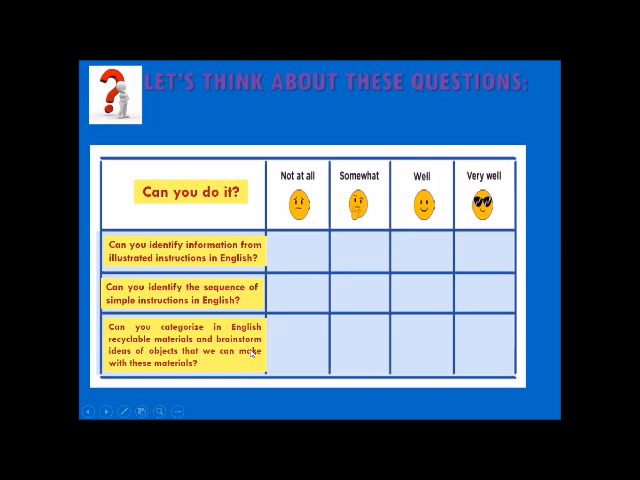 LET'S THINK ABOUT THESE QUESTIONS:
Can you do it?
Not at all
Somewhat
Well
Very well
Can you identify information from
illustrated instructions in English?
Can you identify the sequence of
simple instructions in English?
Can you categorize in English
recyclable materials and brainstorm
ideas of objects that we can make
with these materials?